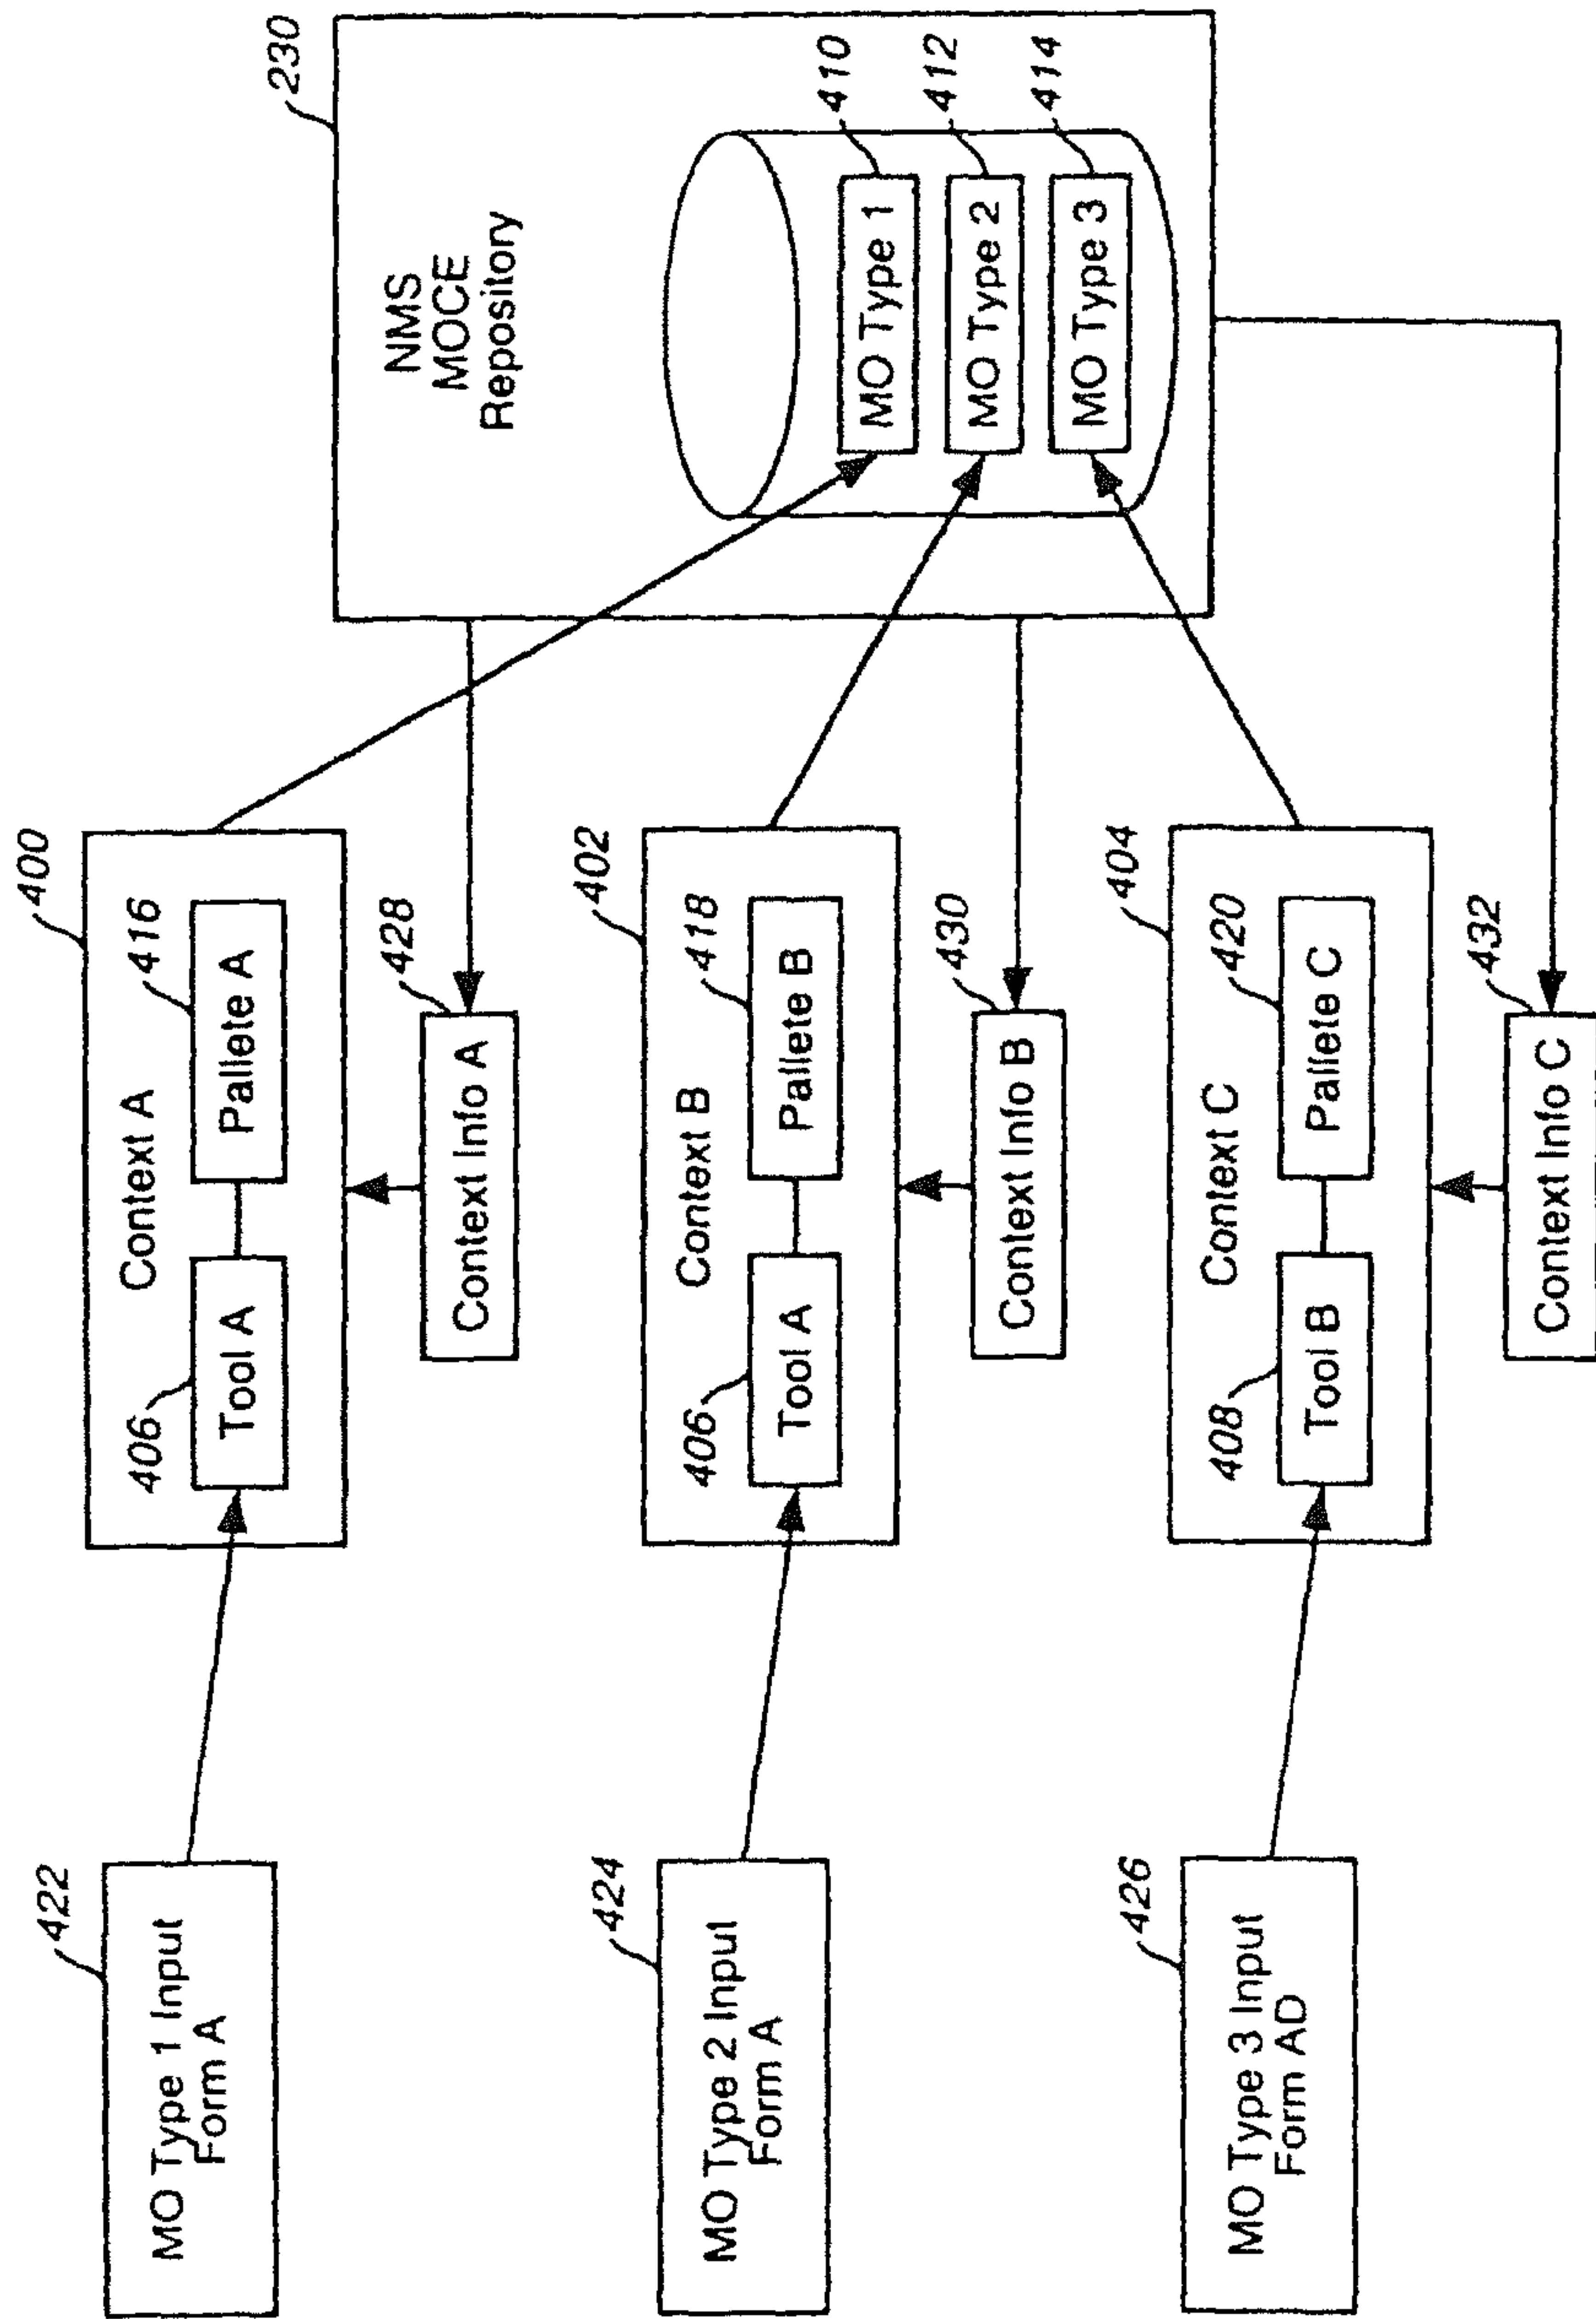 230
NMS
MOCE
Repository
MO Type 1
410
MO Type 2
412
MO Type 3
414
400
Context A
406
Tool A
416
Pallete A
428
Context Info A
402
Context B
406
Tool A
418
Pallete B
430
Context Info B
404
Context C
408
Tool B
420
Pallete C
432
Context Info C
422
MO Type 1 Input
Form A
424
MO Type 2 Input
Form A
426
MO Type 3 Input
Form AD